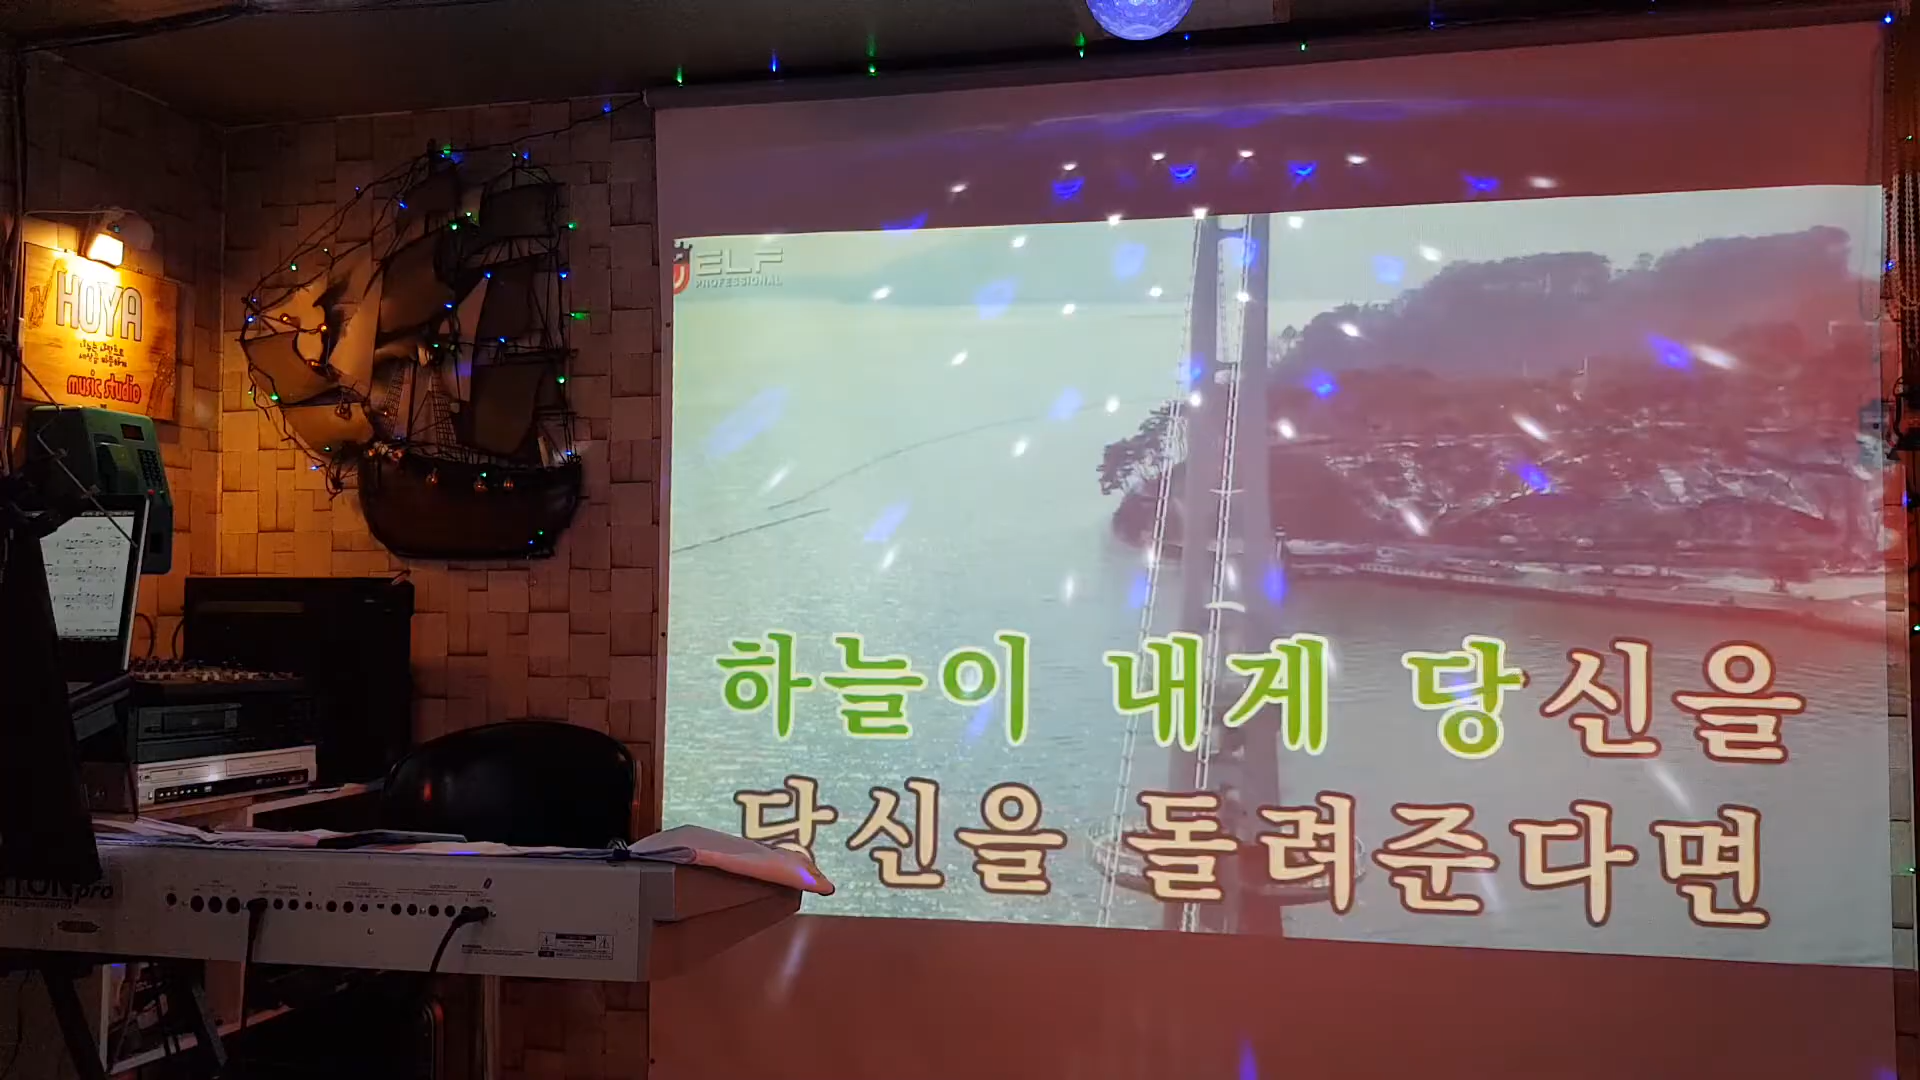 HOYA
music studio
ELF
PROFESSIONAL
하늘이 내게 당신을
당신을 돌려준다면
pro